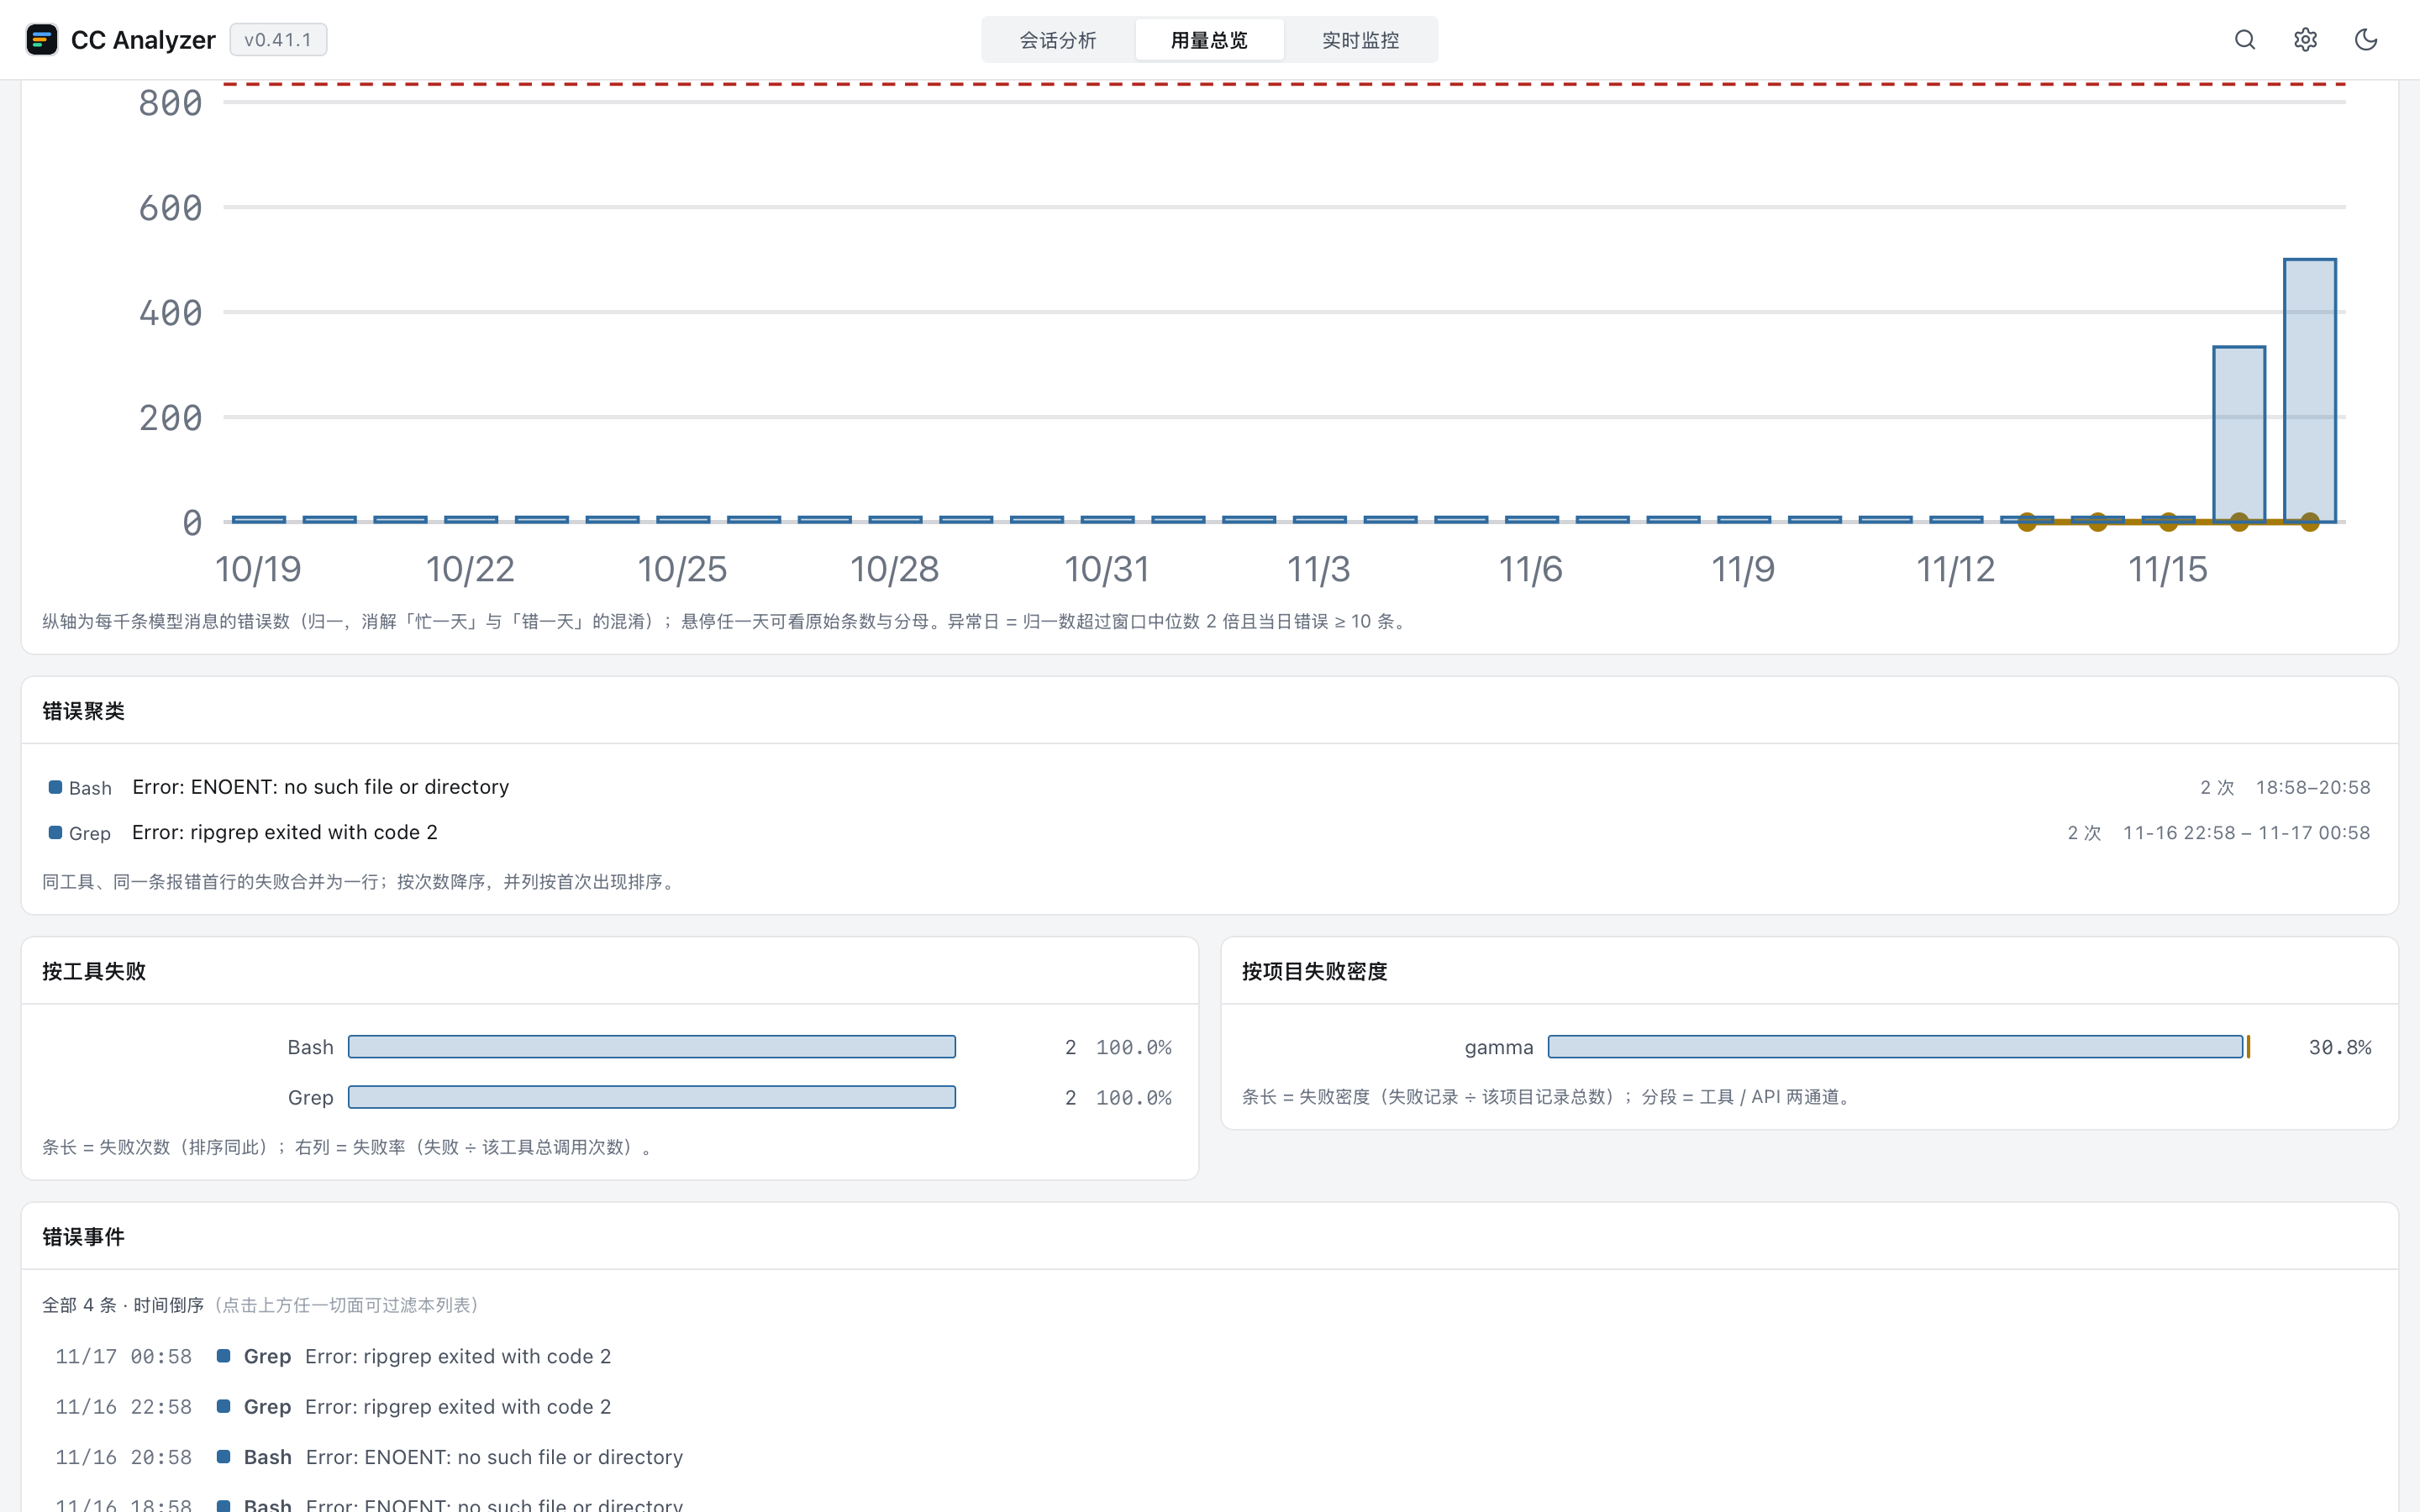 CC Analyzer v0.41.1 会话分析 用量总览 实时监控
800
600
400
200
0
10/19 10/22 10/25 10/28 10/31 11/3 11/6 11/9 11/12 11/15
纵轴为每千条模型消息的错误数（归一，消解「忙一天」与「错一天」的混淆）；悬停任一天可看原始条数与分母。异常日 = 归一数超过窗口中位数 2 倍且当日错误 ≥ 10 条。
错误聚类
Bash Error: ENOENT: no such file or directory 2 次 18:58–20:58
Grep Error: ripgrep exited with code 2 2 次 11-16 22:58 – 11-17 00:58
同工具、同一条报错首行的失败合并为一行；按次数降序，并列按首次出现排序。
按工具失败
Bash 2 100.0%
Grep 2 100.0%
条长 = 失败次数（排序同此）；右列 = 失败率（失败 ÷ 该工具总调用次数）。
按项目失败密度
gamma 30.8%
条长 = 失败密度（失败记录 ÷ 该项目记录总数）；分段 = 工具 / API 两通道。
错误事件
全部 4 条 · 时间倒序（点击上方任一切面可过滤本列表）
11/17 00:58 Grep Error: ripgrep exited with code 2
11/16 22:58 Grep Error: ripgrep exited with code 2
11/16 20:58 Bash Error: ENOENT: no such file or directory
11/16 18:58 Bash Error: ENOENT: no such file or directory